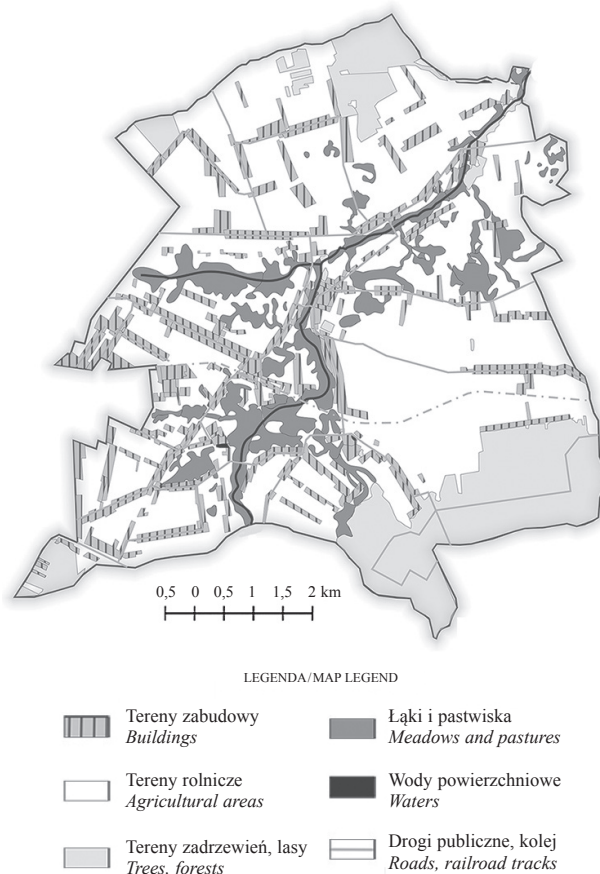 0,5 0 0,5 1 1,5 2 km
LEGENDA/MAP LEGEND
Tereny zabudowy
Buildings
Łąki i pastwiska
Meadows and pastures
Tereny rolnicze
Agricultural areas
Wody powierzchniowe
Waters
Tereny zadrzewień, lasy
Trees, forests
Drogi publiczne, kolej
Roads, railroad tracks